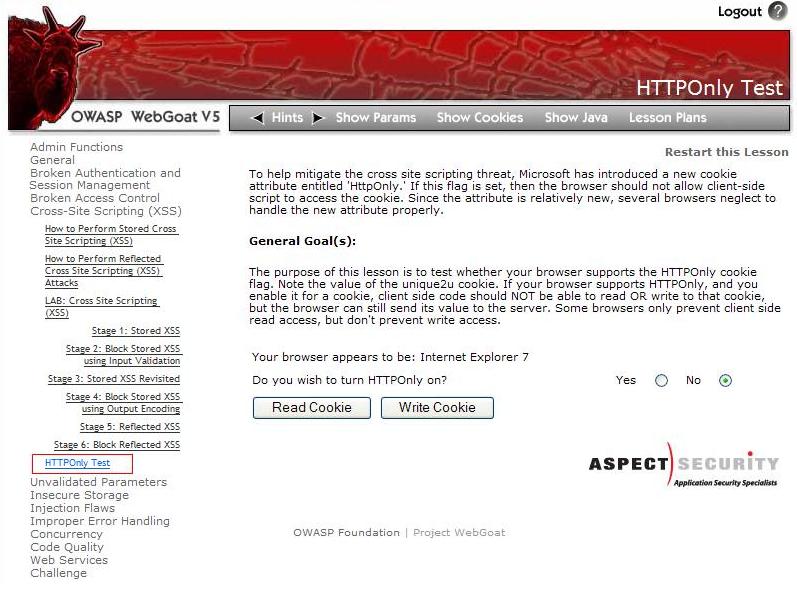 Logout ?
HTTPOnly Test
OWASP WebGoat V5
Hints
Show Params
Show Cookies
Show Java
Lesson Plans
Admin Functions
General
Broken Authentication and
Session Management
Broken Access Control
Cross-Site Scripting (XSS)
How to Perform Stored Cross
Site Scripting (XSS)
How to Perform Reflected
Cross Site Scripting (XSS)
Attacks
LAB: Cross Site Scripting
(XSS)
Stage 1: Stored XSS
Stage 2: Block Stored XSS
using Input Validation
Stage 3: Stored XSS Revisited
Stage 4: Block Stored XSS
using Output Encoding
Stage 5: Reflected XSS
Stage 6: Block Reflected XSS
HTTPOnly Test
Unvalidated Parameters
Insecure Storage
Injection Flaws
Improper Error Handling
Concurrency
Code Quality
Web Services
Challenge
Restart this Lesson
To help mitigate the cross site scripting threat, Microsoft has introduced a new cookie
attribute entitled 'HttpOnly.' If this flag is set, then the browser should not allow client-side
script to access the cookie. Since the attribute is relatively new, several browsers neglect to
handle the new attribute properly.
General Goal(s):
The purpose of this lesson is to test whether your browser supports the HTTPOnly cookie
flag. Note the value of the unique2u cookie. If your browser supports HTTPOnly, and you
enable it for a cookie, client side code should NOT be able to read OR write to that cookie,
but the browser can still send its value to the server. Some browsers only prevent client side
read access, but don't prevent write access.
Your browser appears to be: Internet Explorer 7
Do you wish to turn HTTPOnly on? Yes No
Read Cookie
Write Cookie
ASPECT SECURITY
Application Security Specialists
OWASP Foundation | Project WebGoat